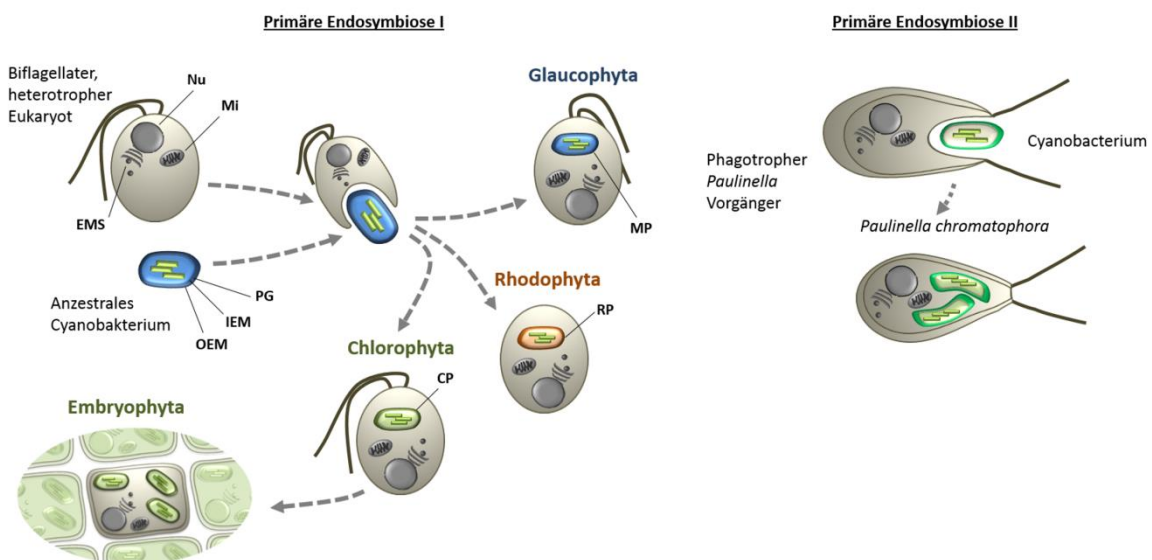 Primäre Endosymbiose I
Biflagellater,
heterotropher
Eukaryot
Nu
Mi
EMS
Anzestrales
Cyanobakterium
PG
IEM
OEM
Glaucophyta
MP
Rhodophyta
RP
Chlorophyta
CP
Embryophyta
Primäre Endosymbiose II
Cyanobacterium
Phagotropher
Paulinella
Vorgänger
Paulinella chromatophora